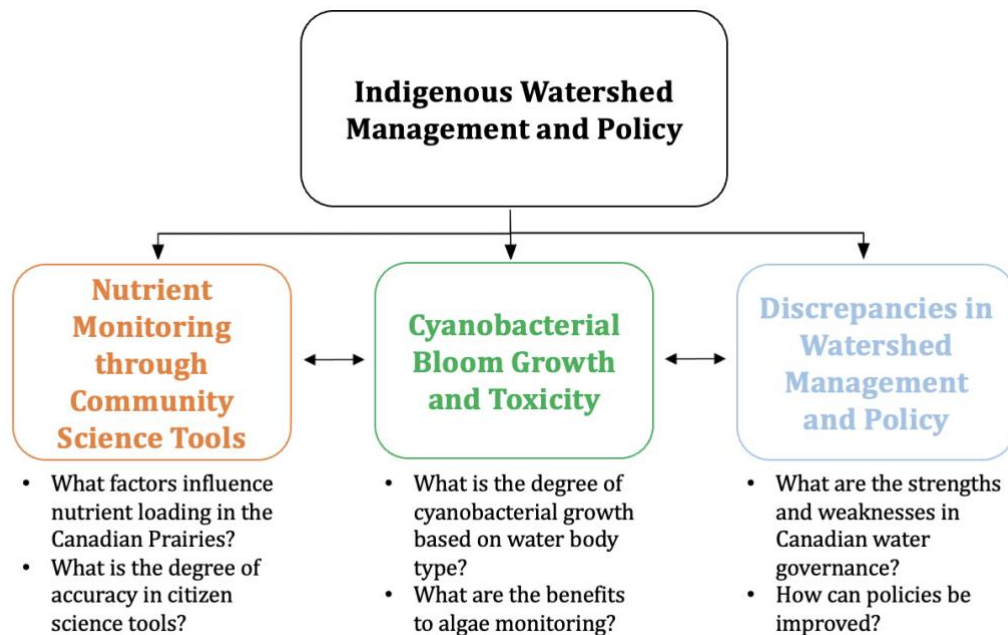 Indigenous Watershed
Management and Policy
Nutrient
Monitoring
through
Community
Science Tools
Cyanobacterial
Bloom Growth
and Toxicity
Discrepancies in
Watershed
Management
and Policy
• What factors influence
nutrient loading in the
Canadian Prairies?
• What is the degree of
accuracy in citizen
science tools?
• What is the degree of
cyanobacterial growth
based on water body
type?
• What are the benefits
to algae monitoring?
• What are the strengths
and weaknesses in
Canadian water
governance?
• How can policies be
improved?